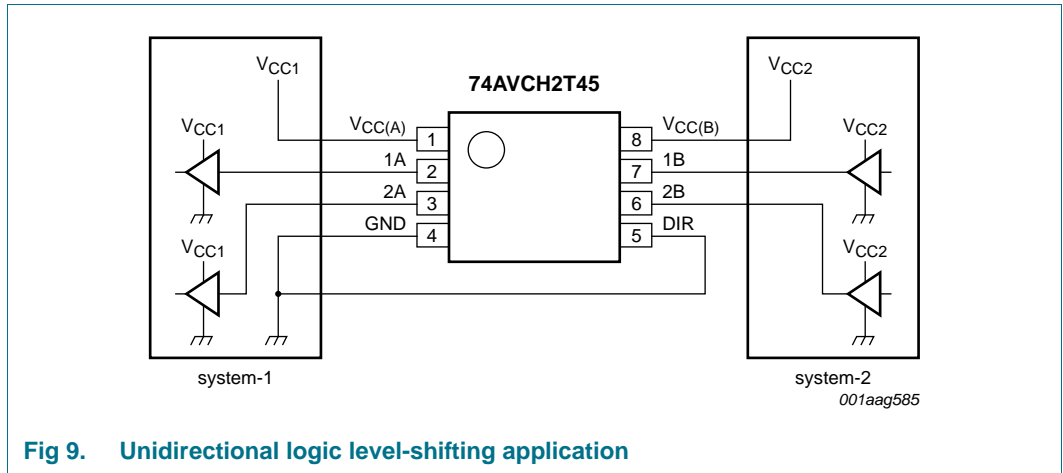 VCC1
VCC2
74AVCH2T45
VCC1
VCC(A)
1
8
VCC(B)
VCC2
1A
2
7
1B
2A
3
6
2B
GND
4
5
DIR
VCC1
VCC2
system-1
system-2
001aag585
Fig 9. Unidirectional logic level-shifting application